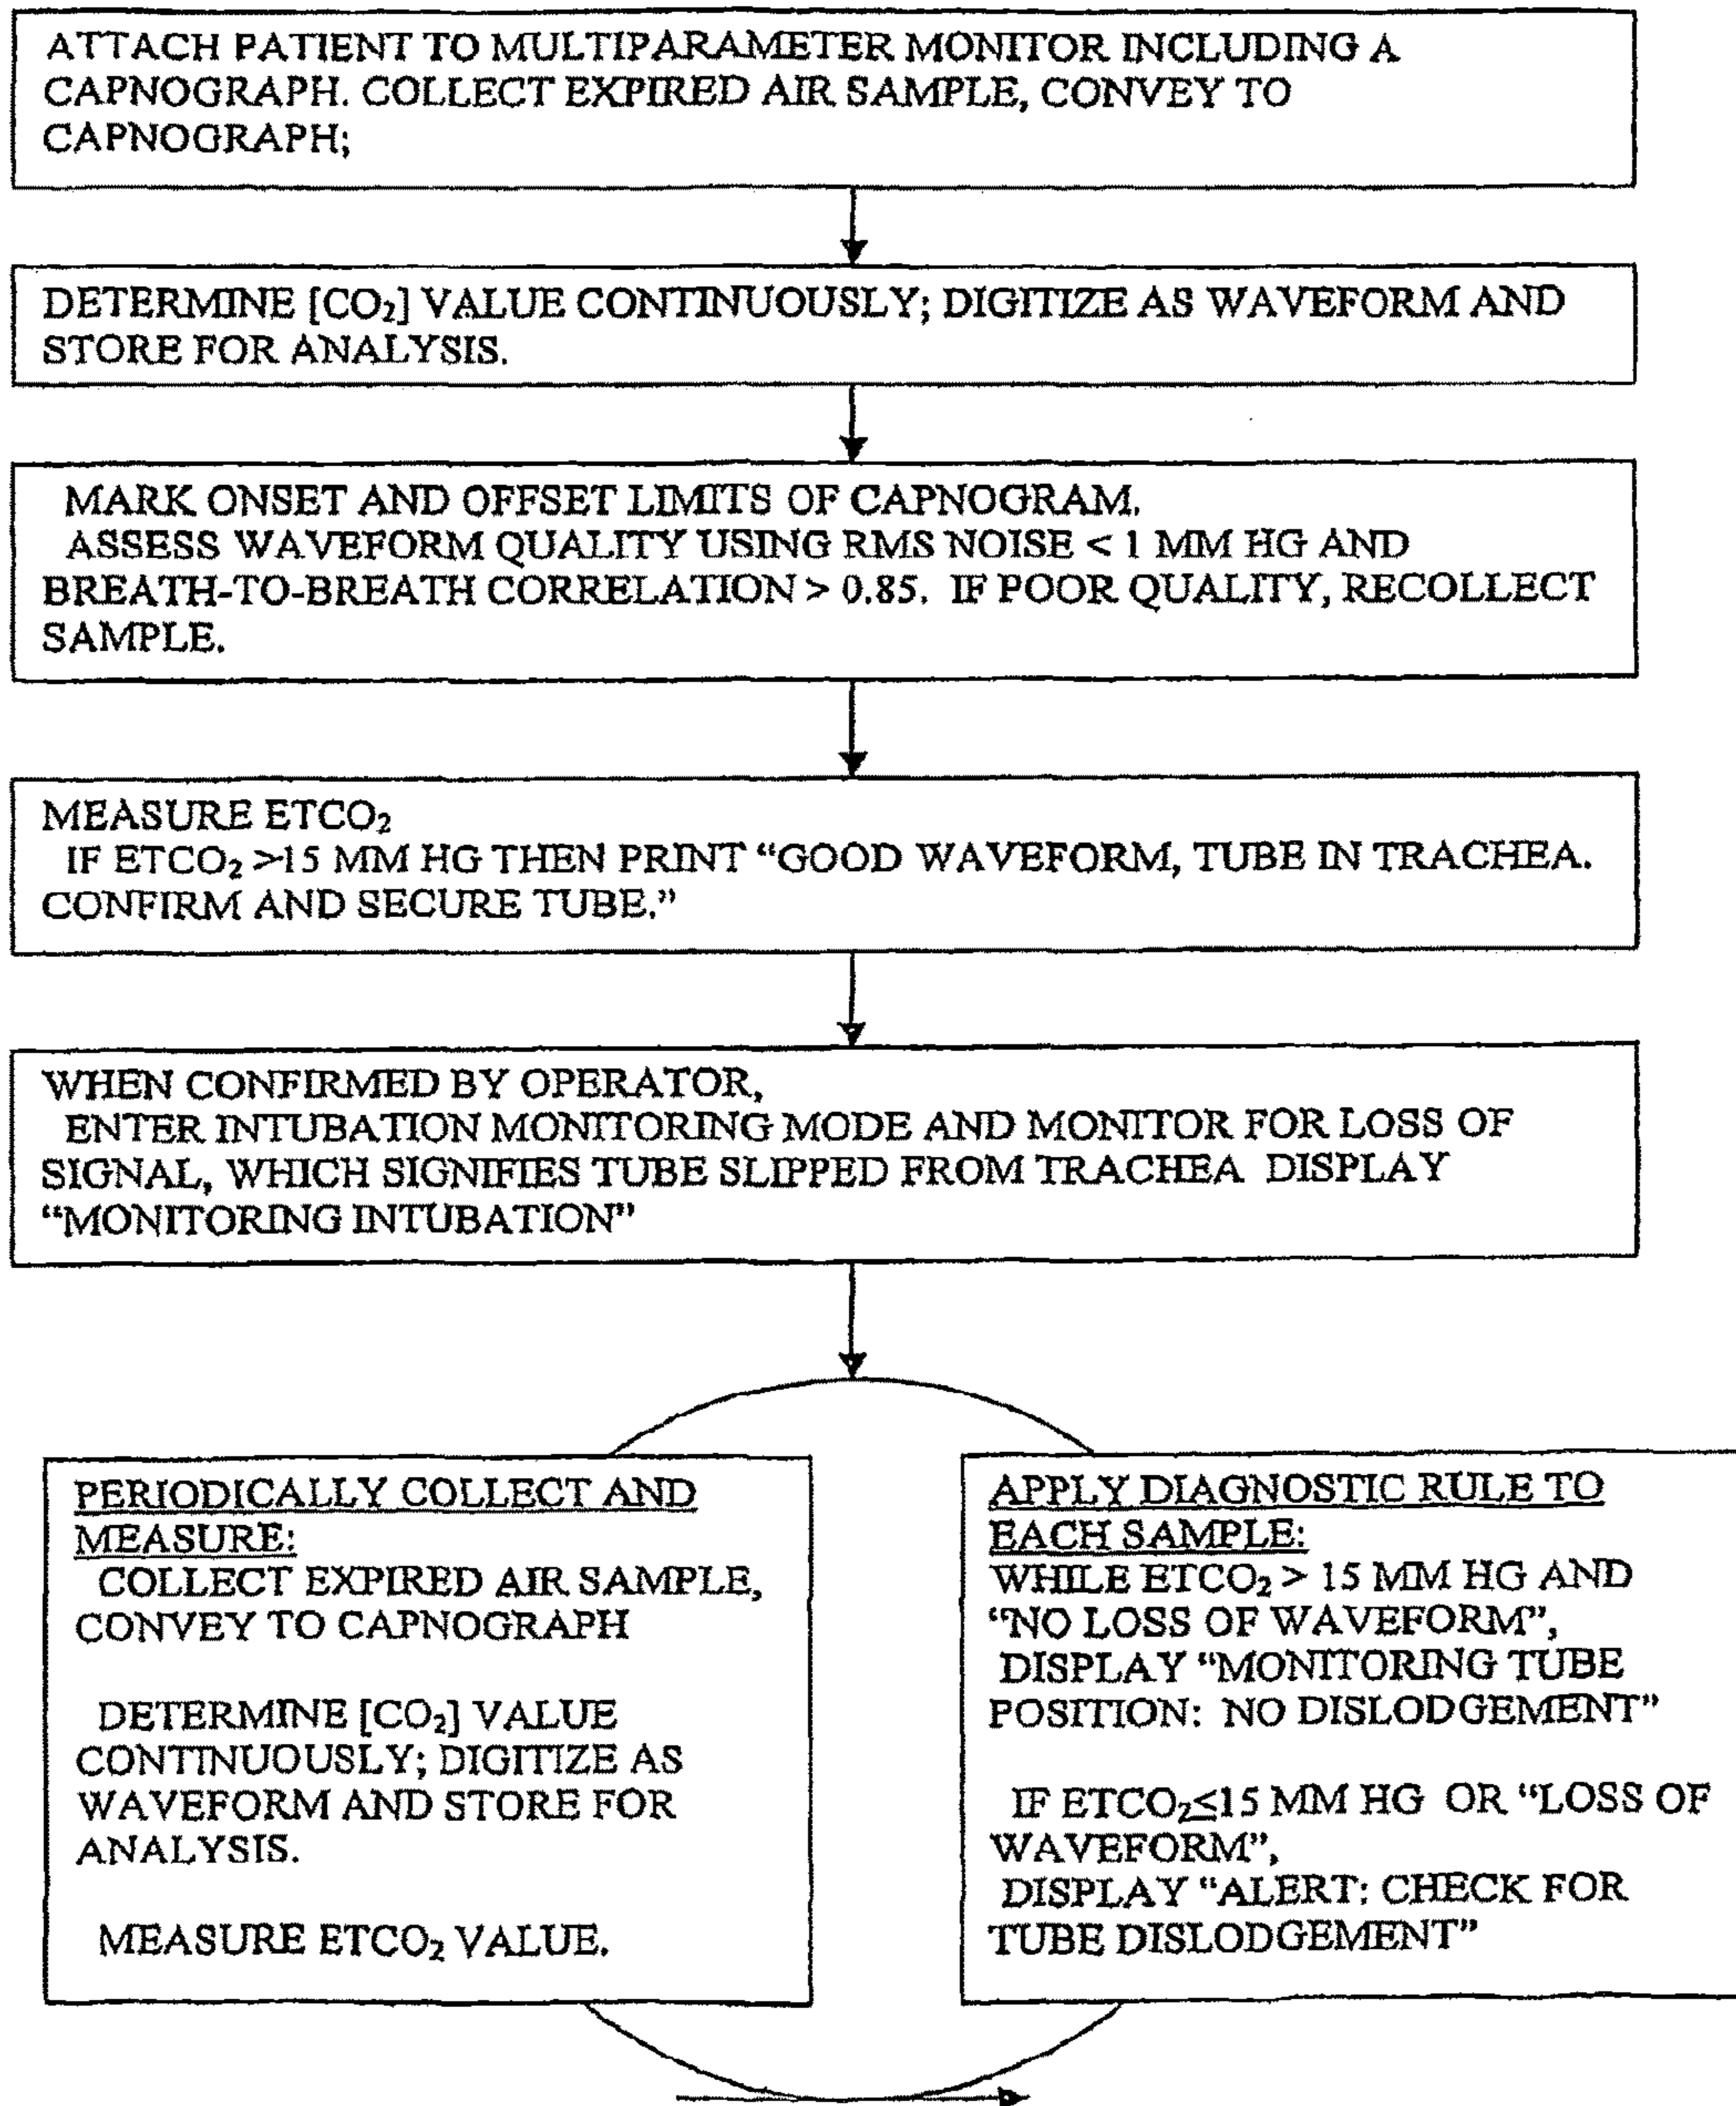 ATTACH PATIENT TO MULTIPARAMETER MONITOR INCLUDING A
CAPNOGRAPH. COLLECT EXPIRED AIR SAMPLE, CONVEY TO
CAPNOGRAPH;
DETERMINE [CO₂] VALUE CONTINUOUSLY; DIGITIZE AS WAVEFORM AND
STORE FOR ANALYSIS.
MARK ONSET AND OFFSET LIMITS OF CAPNOGRAM.
ASSESS WAVEFORM QUALITY USING RMS NOISE < 1 MM HG AND
BREATH-TO-BREATH CORRELATION > 0.85. IF POOR QUALITY, RECOLLECT
SAMPLE.
MEASURE ETCO₂
IF ETCO₂ >15 MM HG THEN PRINT “GOOD WAVEFORM, TUBE IN TRACHEA.
CONFIRM AND SECURE TUBE.”
WHEN CONFIRMED BY OPERATOR,
ENTER INTUBATION MONITORING MODE AND MONITOR FOR LOSS OF
SIGNAL, WHICH SIGNIFIES TUBE SLIPPED FROM TRACHEA DISPLAY
“MONITORING INTUBATION”
PERIODICALLY COLLECT AND
MEASURE:
COLLECT EXPIRED AIR SAMPLE,
CONVEY TO CAPNOGRAPH
DETERMINE [CO₂] VALUE
CONTINUOUSLY; DIGITIZE AS
WAVEFORM AND STORE FOR
ANALYSIS.
MEASURE ETCO₂ VALUE.
APPLY DIAGNOSTIC RULE TO
EACH SAMPLE:
WHILE ETCO₂ > 15 MM HG AND
“NO LOSS OF WAVEFORM”,
DISPLAY “MONITORING TUBE
POSITION: NO DISLODGEMENT”
IF ETCO₂≤15 MM HG OR “LOSS OF
WAVEFORM”,
DISPLAY “ALERT: CHECK FOR
TUBE DISLODGEMENT”